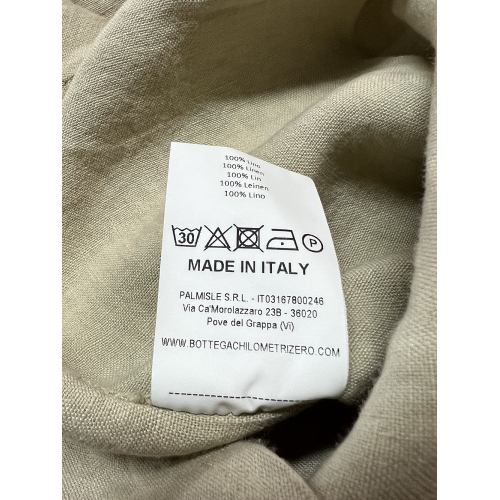 100% Lino
100% Linen
100% Lin
100% Leinen
100% Lino
30 P
MADE IN ITALY
PALMISLE S.R.L. - IT03167800246
Via Ca'Morolazzaro 23B - 36020
Pove del Grappa (Vi)
WWW.BOTTEGACHILOMETRIZERO.COM